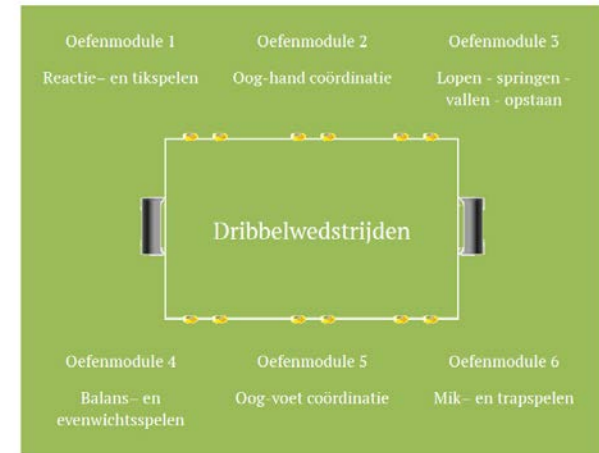 Oefenmodule 1
Reactie– en tikspelen
Oefenmodule 2
Oog-hand coördinatie
Oefenmodule 3
Lopen - springen -
vallen - opstaan
Dribbelwedstrijden
Oefenmodule 4
Balans– en
evenwichtsspelen
Oefenmodule 5
Oog-voet coördinatie
Oefenmodule 6
Mik– en trapspelen